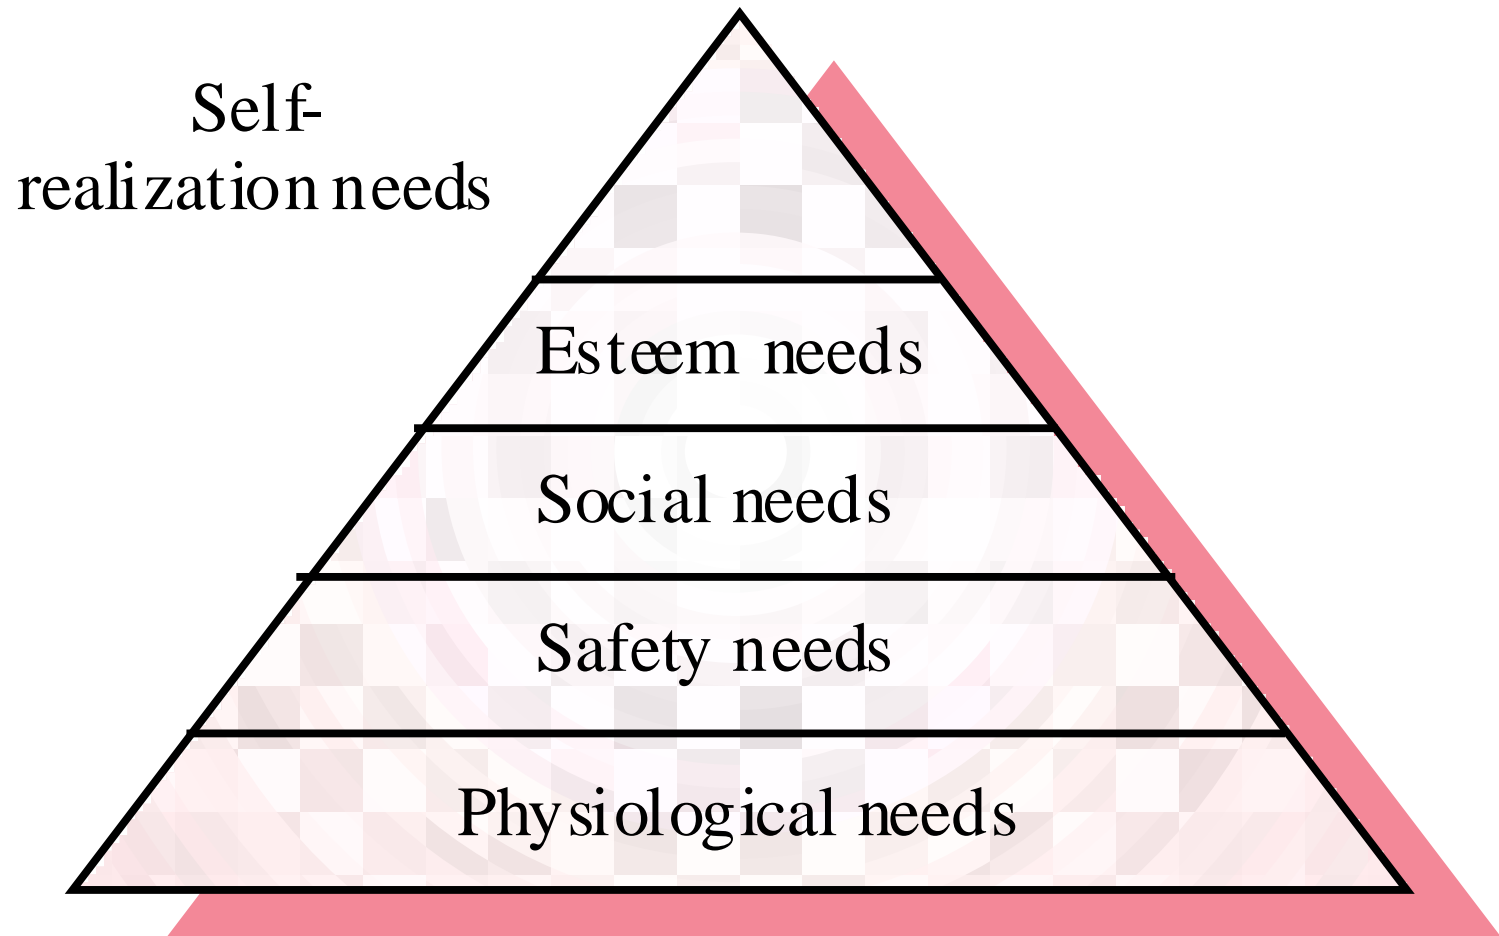 Self-
realization needs
Esteem needs
Social needs
Safety needs
Physiological needs